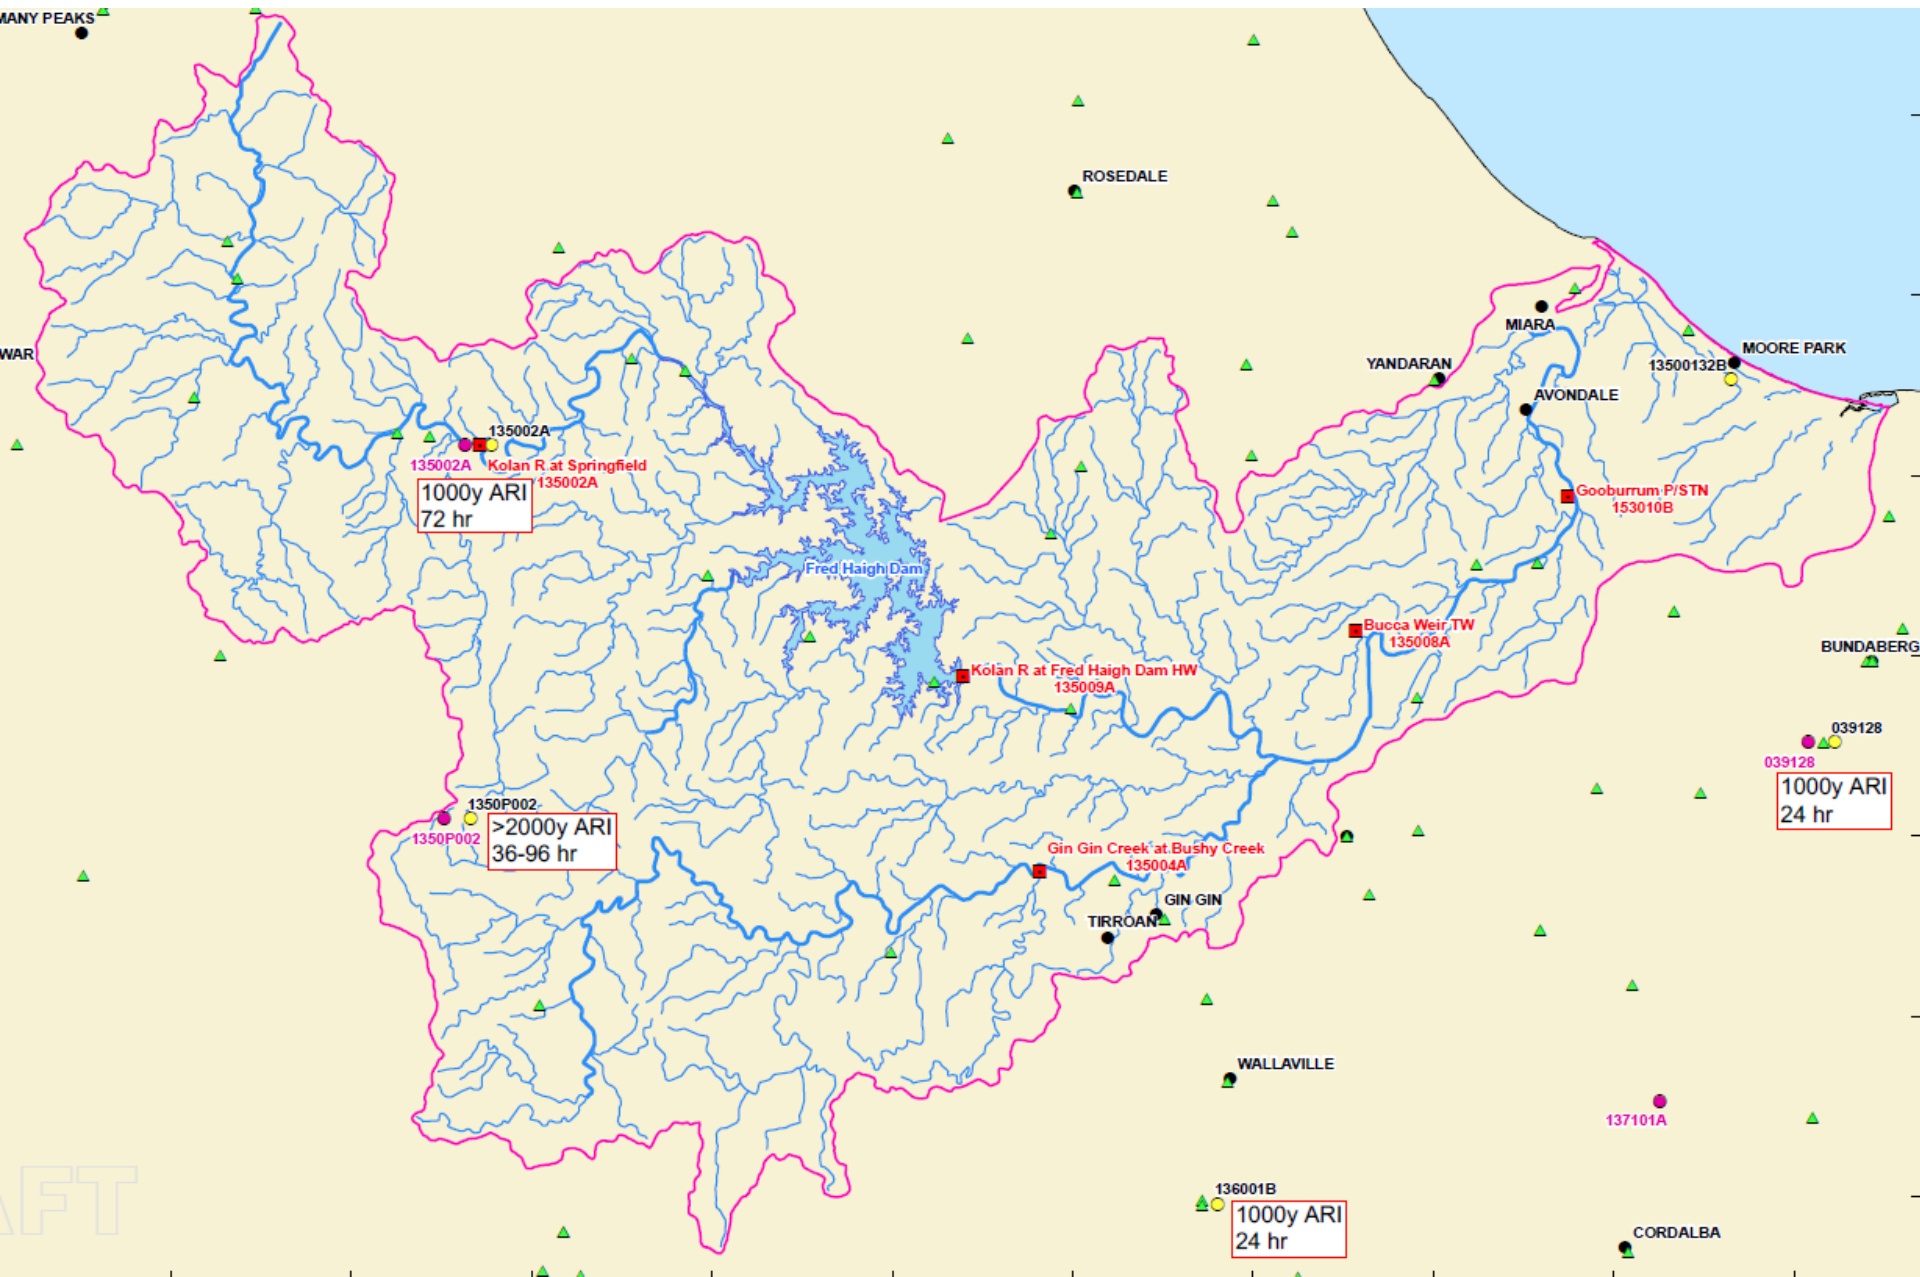 MANY PEAKS
ROSEDALE
MIARA
MOORE PARK
13500132B
WAR
YANDARAN
AVONDALE
135002A
135002A
Kolan R at Springfield
135002A
1000y ARI
72 hr
Gooburrum P/STN
153010B
Fred Haigh Dam
Bucca Weir TW
135008A
BUNDABERG
Kolan R at Fred Haigh Dam HW
135009A
039128
039128
1000y ARI
24 hr
1350P002
1350P002
>2000y ARI
36-96 hr
Gin Gin Creek at Bushy Creek
135004A
GIN GIN
TIRROAN
WALLAVILLE
137101A
AFT
136001B
1000y ARI
24 hr
CORDALBA